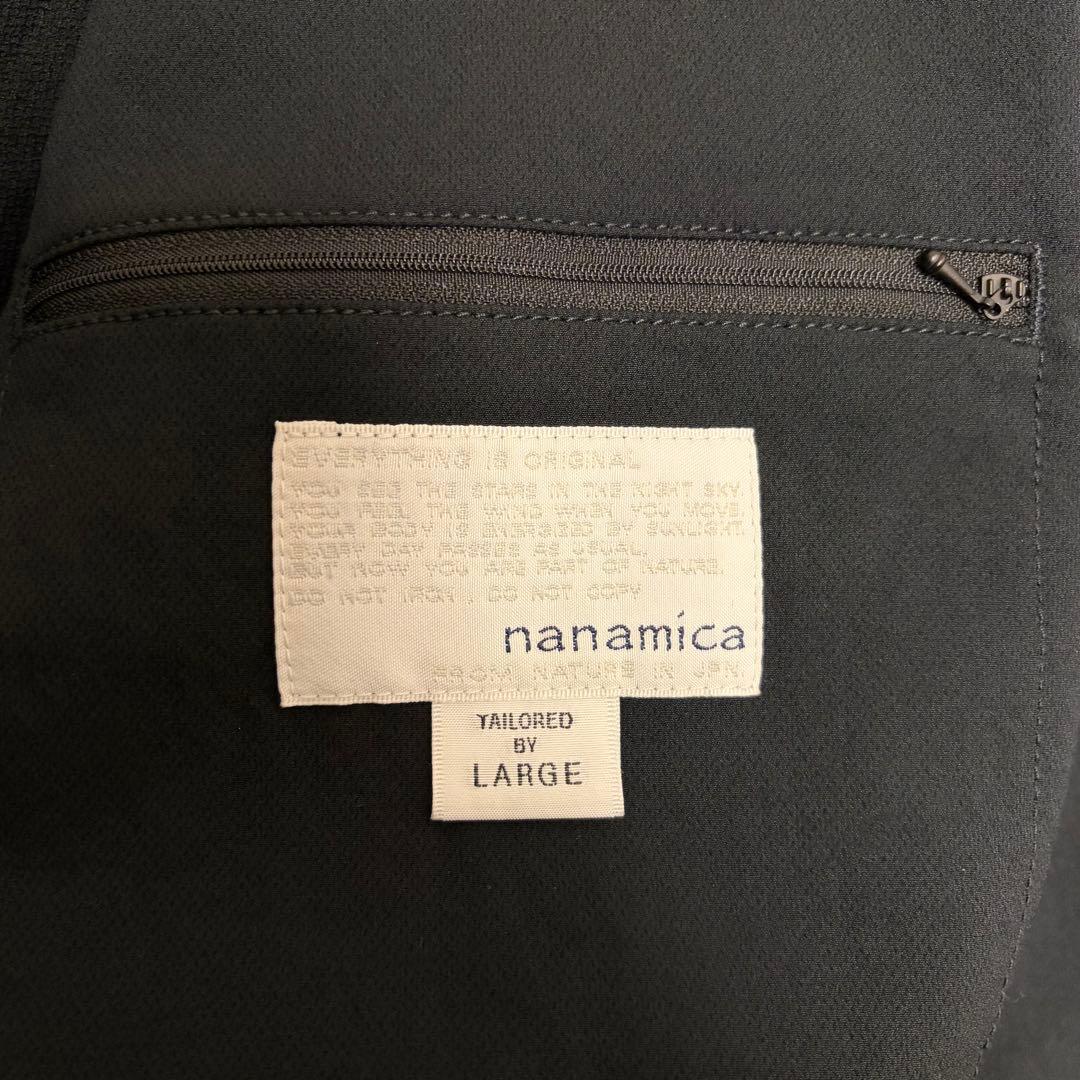 EVERYTHING IS ORIGINAL
YOU SEE THE STARS IN THE NIGHT SKY.
YOU FEEL THE WIND WHEN YOU MOVE.
YOUR BODY IS ENERGIZED BY SUNLIGHT.
EVERY DAY PASSES AS USUAL,
BUT NOW YOU ARE PART OF NATURE.
DO NOT IRON, DO NOT COPY
nanamica
FROM NATURE IN JPN
TAILORED
BY
LARGE